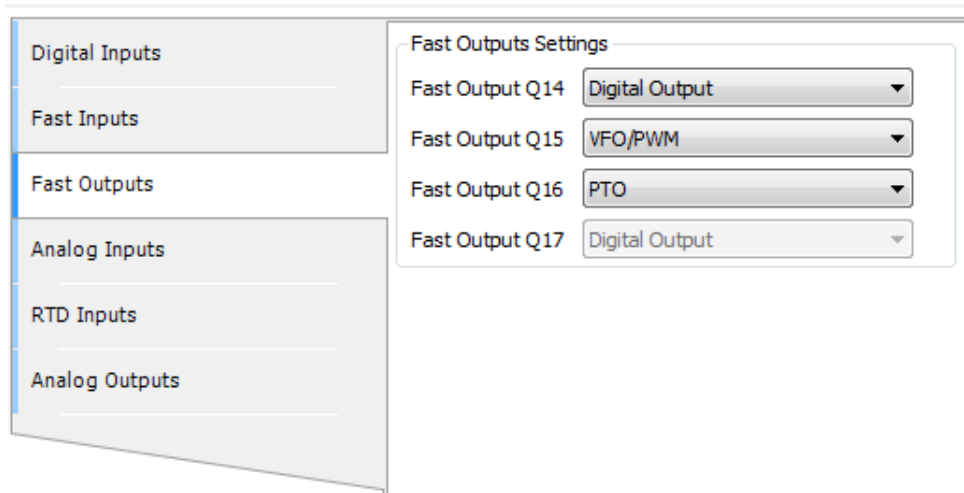 Digital Inputs
Fast Inputs
Fast Outputs
Analog Inputs
RTD Inputs
Analog Outputs
Fast Outputs Settings
Fast Output Q14 Digital Output
Fast Output Q15 VFO/PWM
Fast Output Q16 PTO
Fast Output Q17 Digital Output